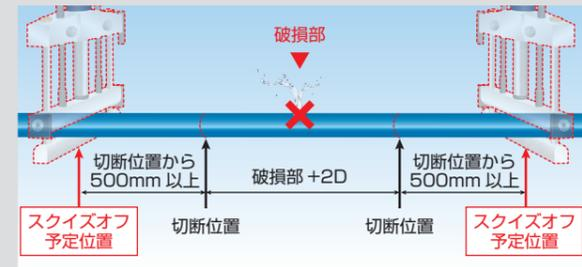 破損部
切断位置から
500mm 以上
破損部+2D
切断位置から
500mm 以上
スクイズオフ
予定位置
切断位置
切断位置
スクイズオフ
予定位置